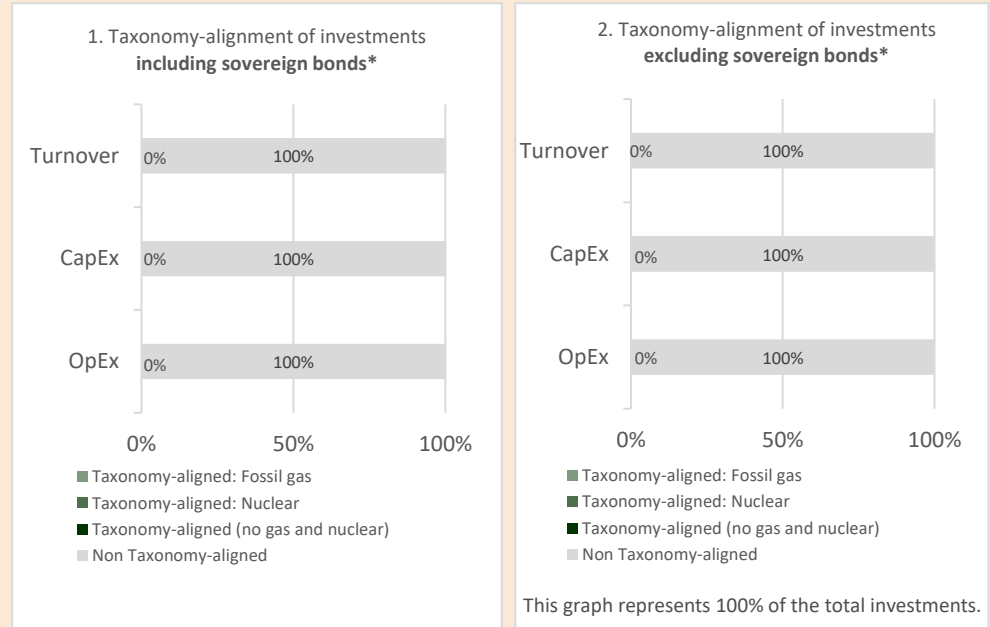 1. Taxonomy-alignment of investments
including sovereign bonds*
Turnover 0% 100%
CapEx 0% 100%
OpEx 0% 100%
0% 50% 100%
Taxonomy-aligned: Fossil gas
Taxonomy-aligned: Nuclear
Taxonomy-aligned (no gas and nuclear)
Non Taxonomy-aligned
2. Taxonomy-alignment of investments
excluding sovereign bonds*
Turnover 0% 100%
CapEx 0% 100%
OpEx 0% 100%
0% 50% 100%
Taxonomy-aligned: Fossil gas
Taxonomy-aligned: Nuclear
Taxonomy-aligned (no gas and nuclear)
Non Taxonomy-aligned
This graph represents 100% of the total investments.